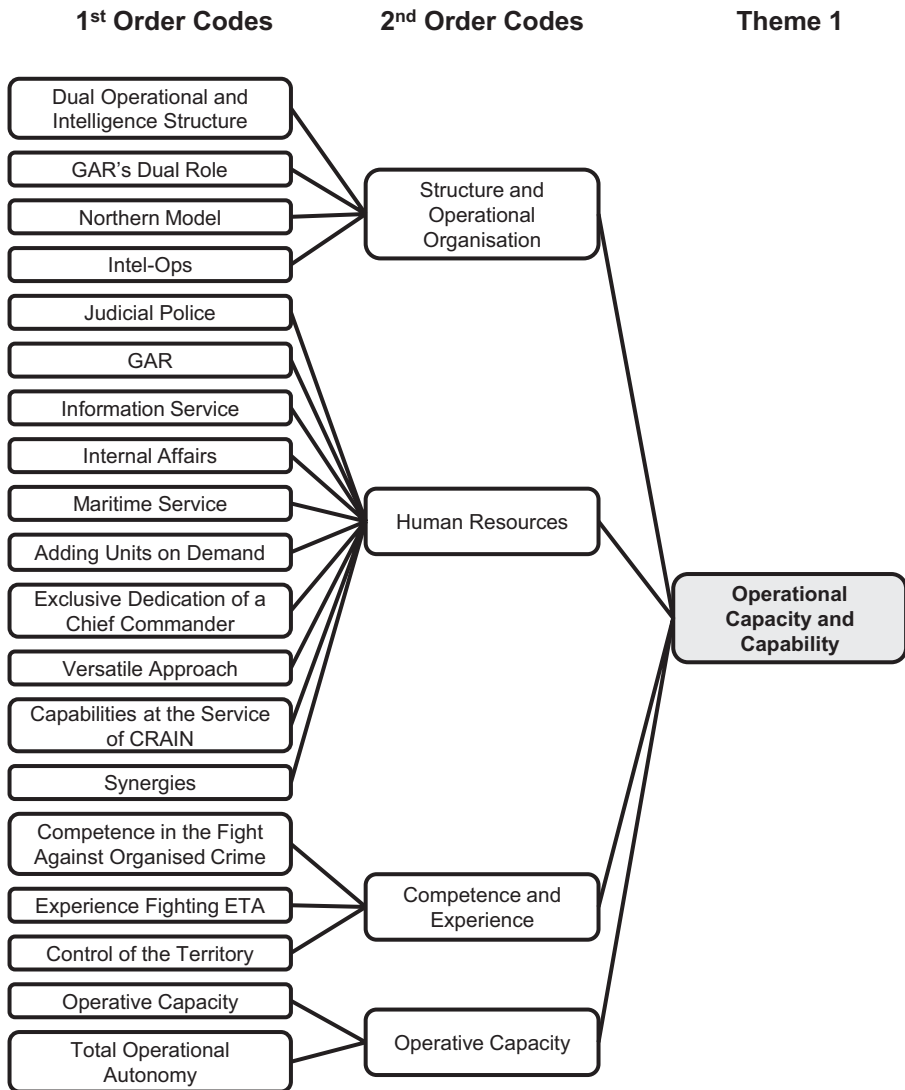 1st Order Codes
2nd Order Codes
Theme 1
Dual Operational and
Intelligence Structure
GAR's Dual Role
Northern Model
Intel-Ops
Judicial Police
GAR
Information Service
Internal Affairs
Maritime Service
Adding Units on Demand
Exclusive Dedication of a
Chief Commander
Versatile Approach
Capabilities at the Service
of CRAIN
Synergies
Competence in the Fight
Against Organised Crime
Experience Fighting ETA
Control of the Territory
Operative Capacity
Total Operational
Autonomy
Structure and
Operational
Organisation
Human Resources
Competence and
Experience
Operative Capacity
Operational
Capacity and
Capability